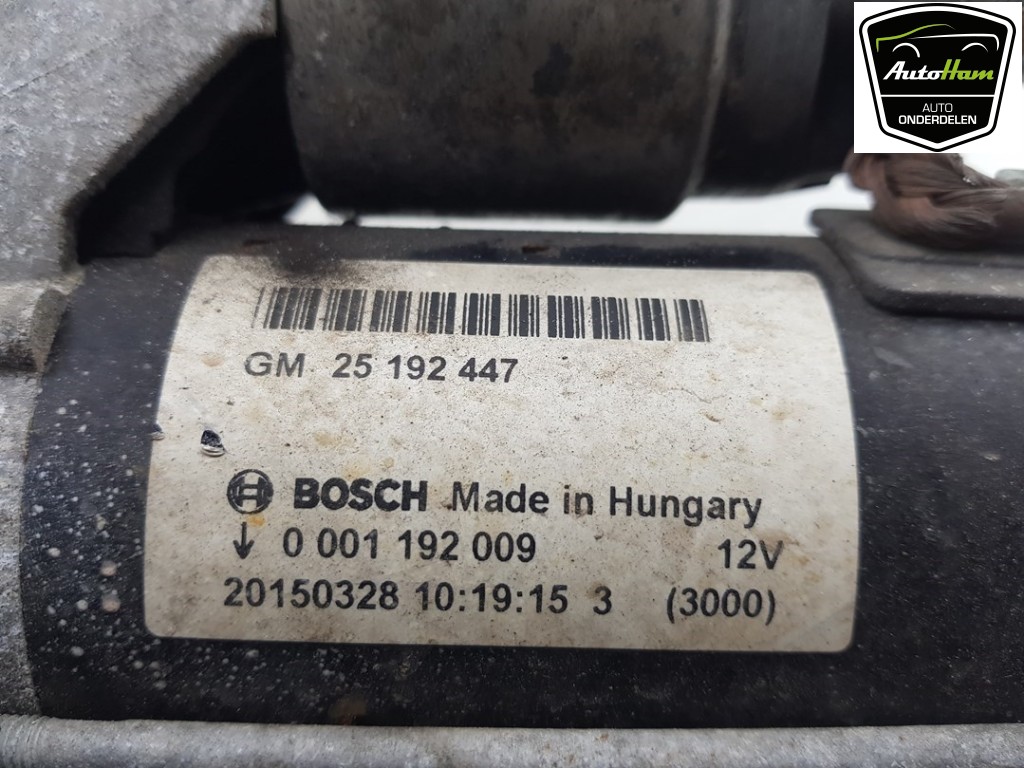 AutoHam
AUTO
ONDERDELEN
GM 25 192 447
BOSCH Made in Hungary
↓ 0 001 192 009 12V
20150328 10:19:15 3 (3000)